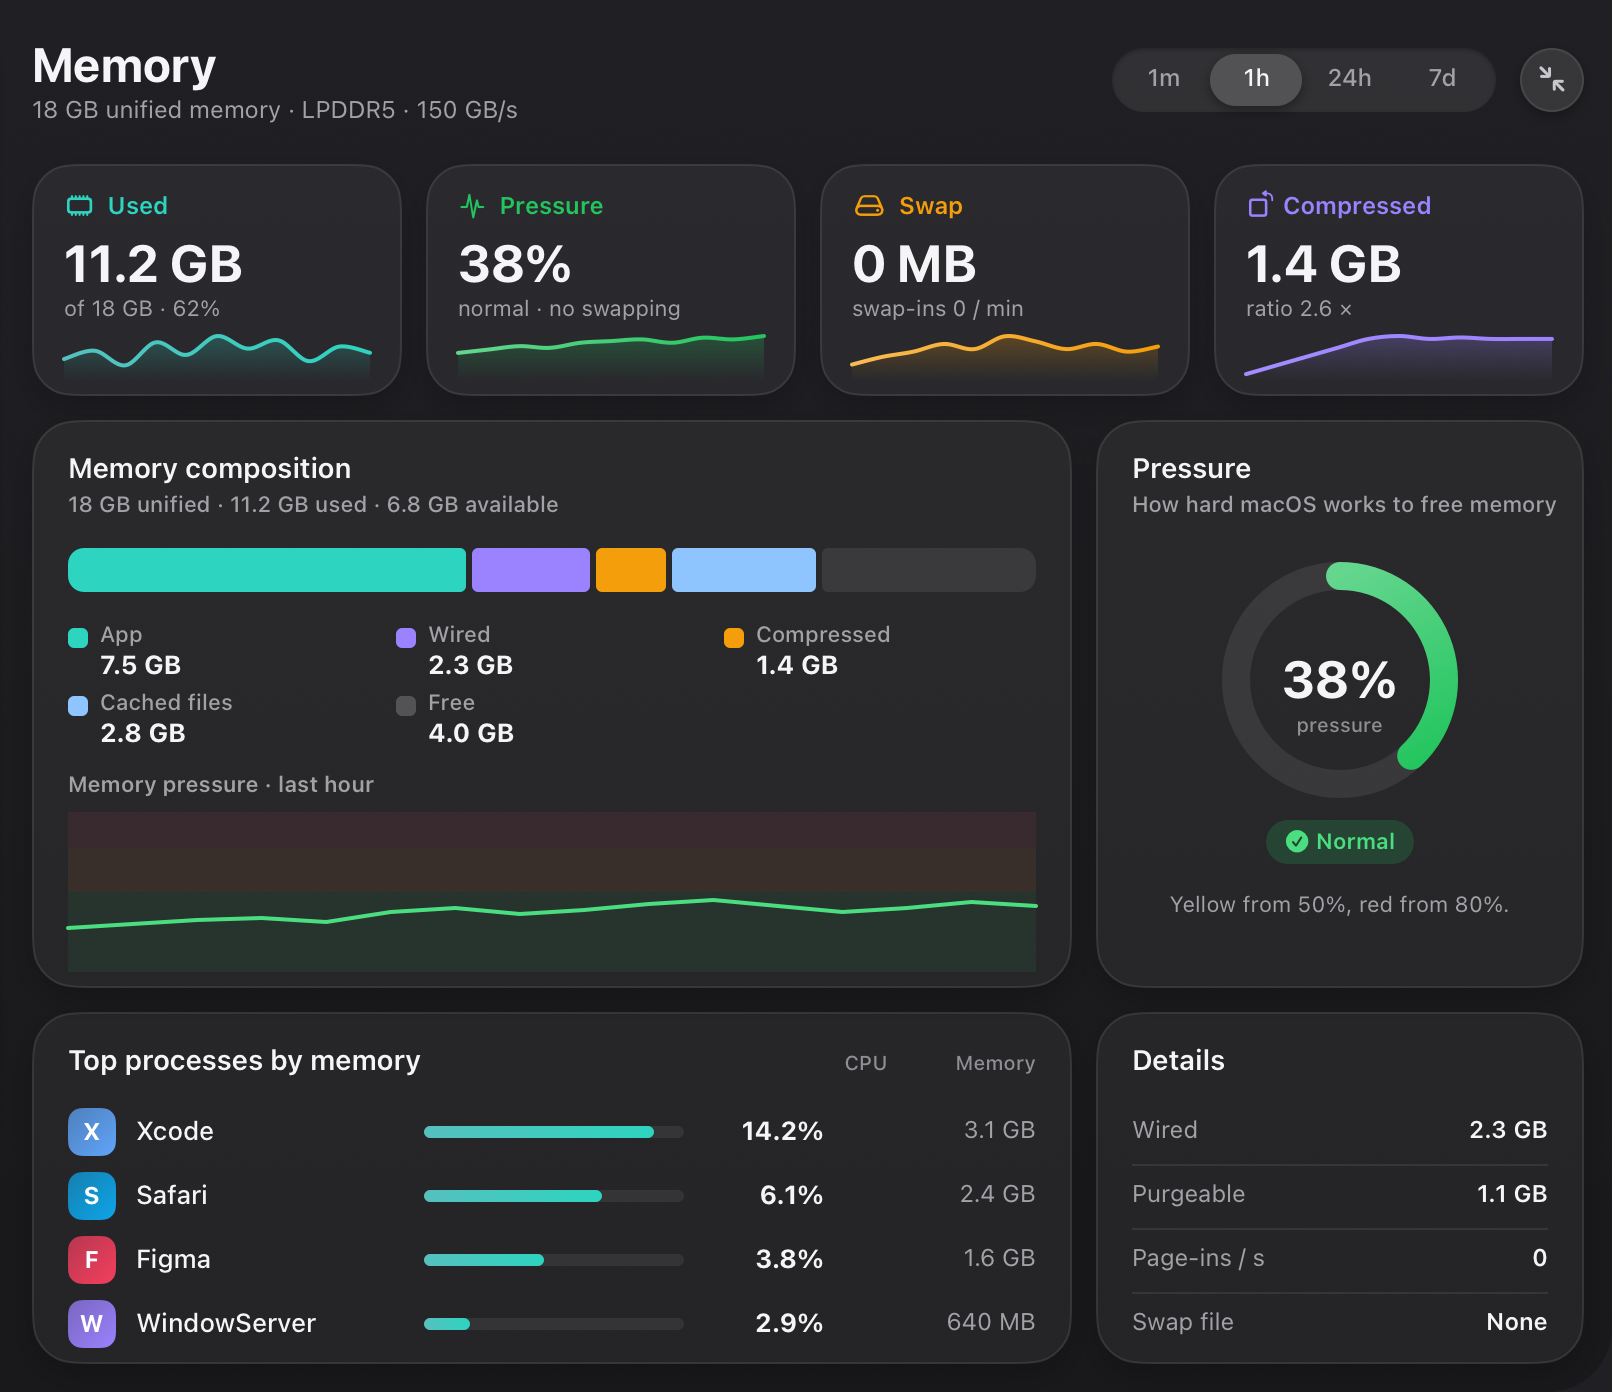 Memory
18 GB unified memory · LPDDR5 · 150 GB/s
1m 1h 24h 7d
Used
11.2 GB
of 18 GB · 62%
Pressure
38%
normal · no swapping
Swap
0 MB
swap-ins 0 / min
Compressed
1.4 GB
ratio 2.6 ×
Memory composition
18 GB unified · 11.2 GB used · 6.8 GB available
App
7.5 GB
Wired
2.3 GB
Compressed
1.4 GB
Cached files
2.8 GB
Free
4.0 GB
Memory pressure · last hour
Pressure
How hard macOS works to free memory
38%
pressure
Normal
Yellow from 50%, red from 80%.
Top processes by memory CPU Memory
X Xcode 14.2% 3.1 GB
S Safari 6.1% 2.4 GB
F Figma 3.8% 1.6 GB
W WindowServer 2.9% 640 MB
Details
Wired 2.3 GB
Purgeable 1.1 GB
Page-ins / s 0
Swap file None